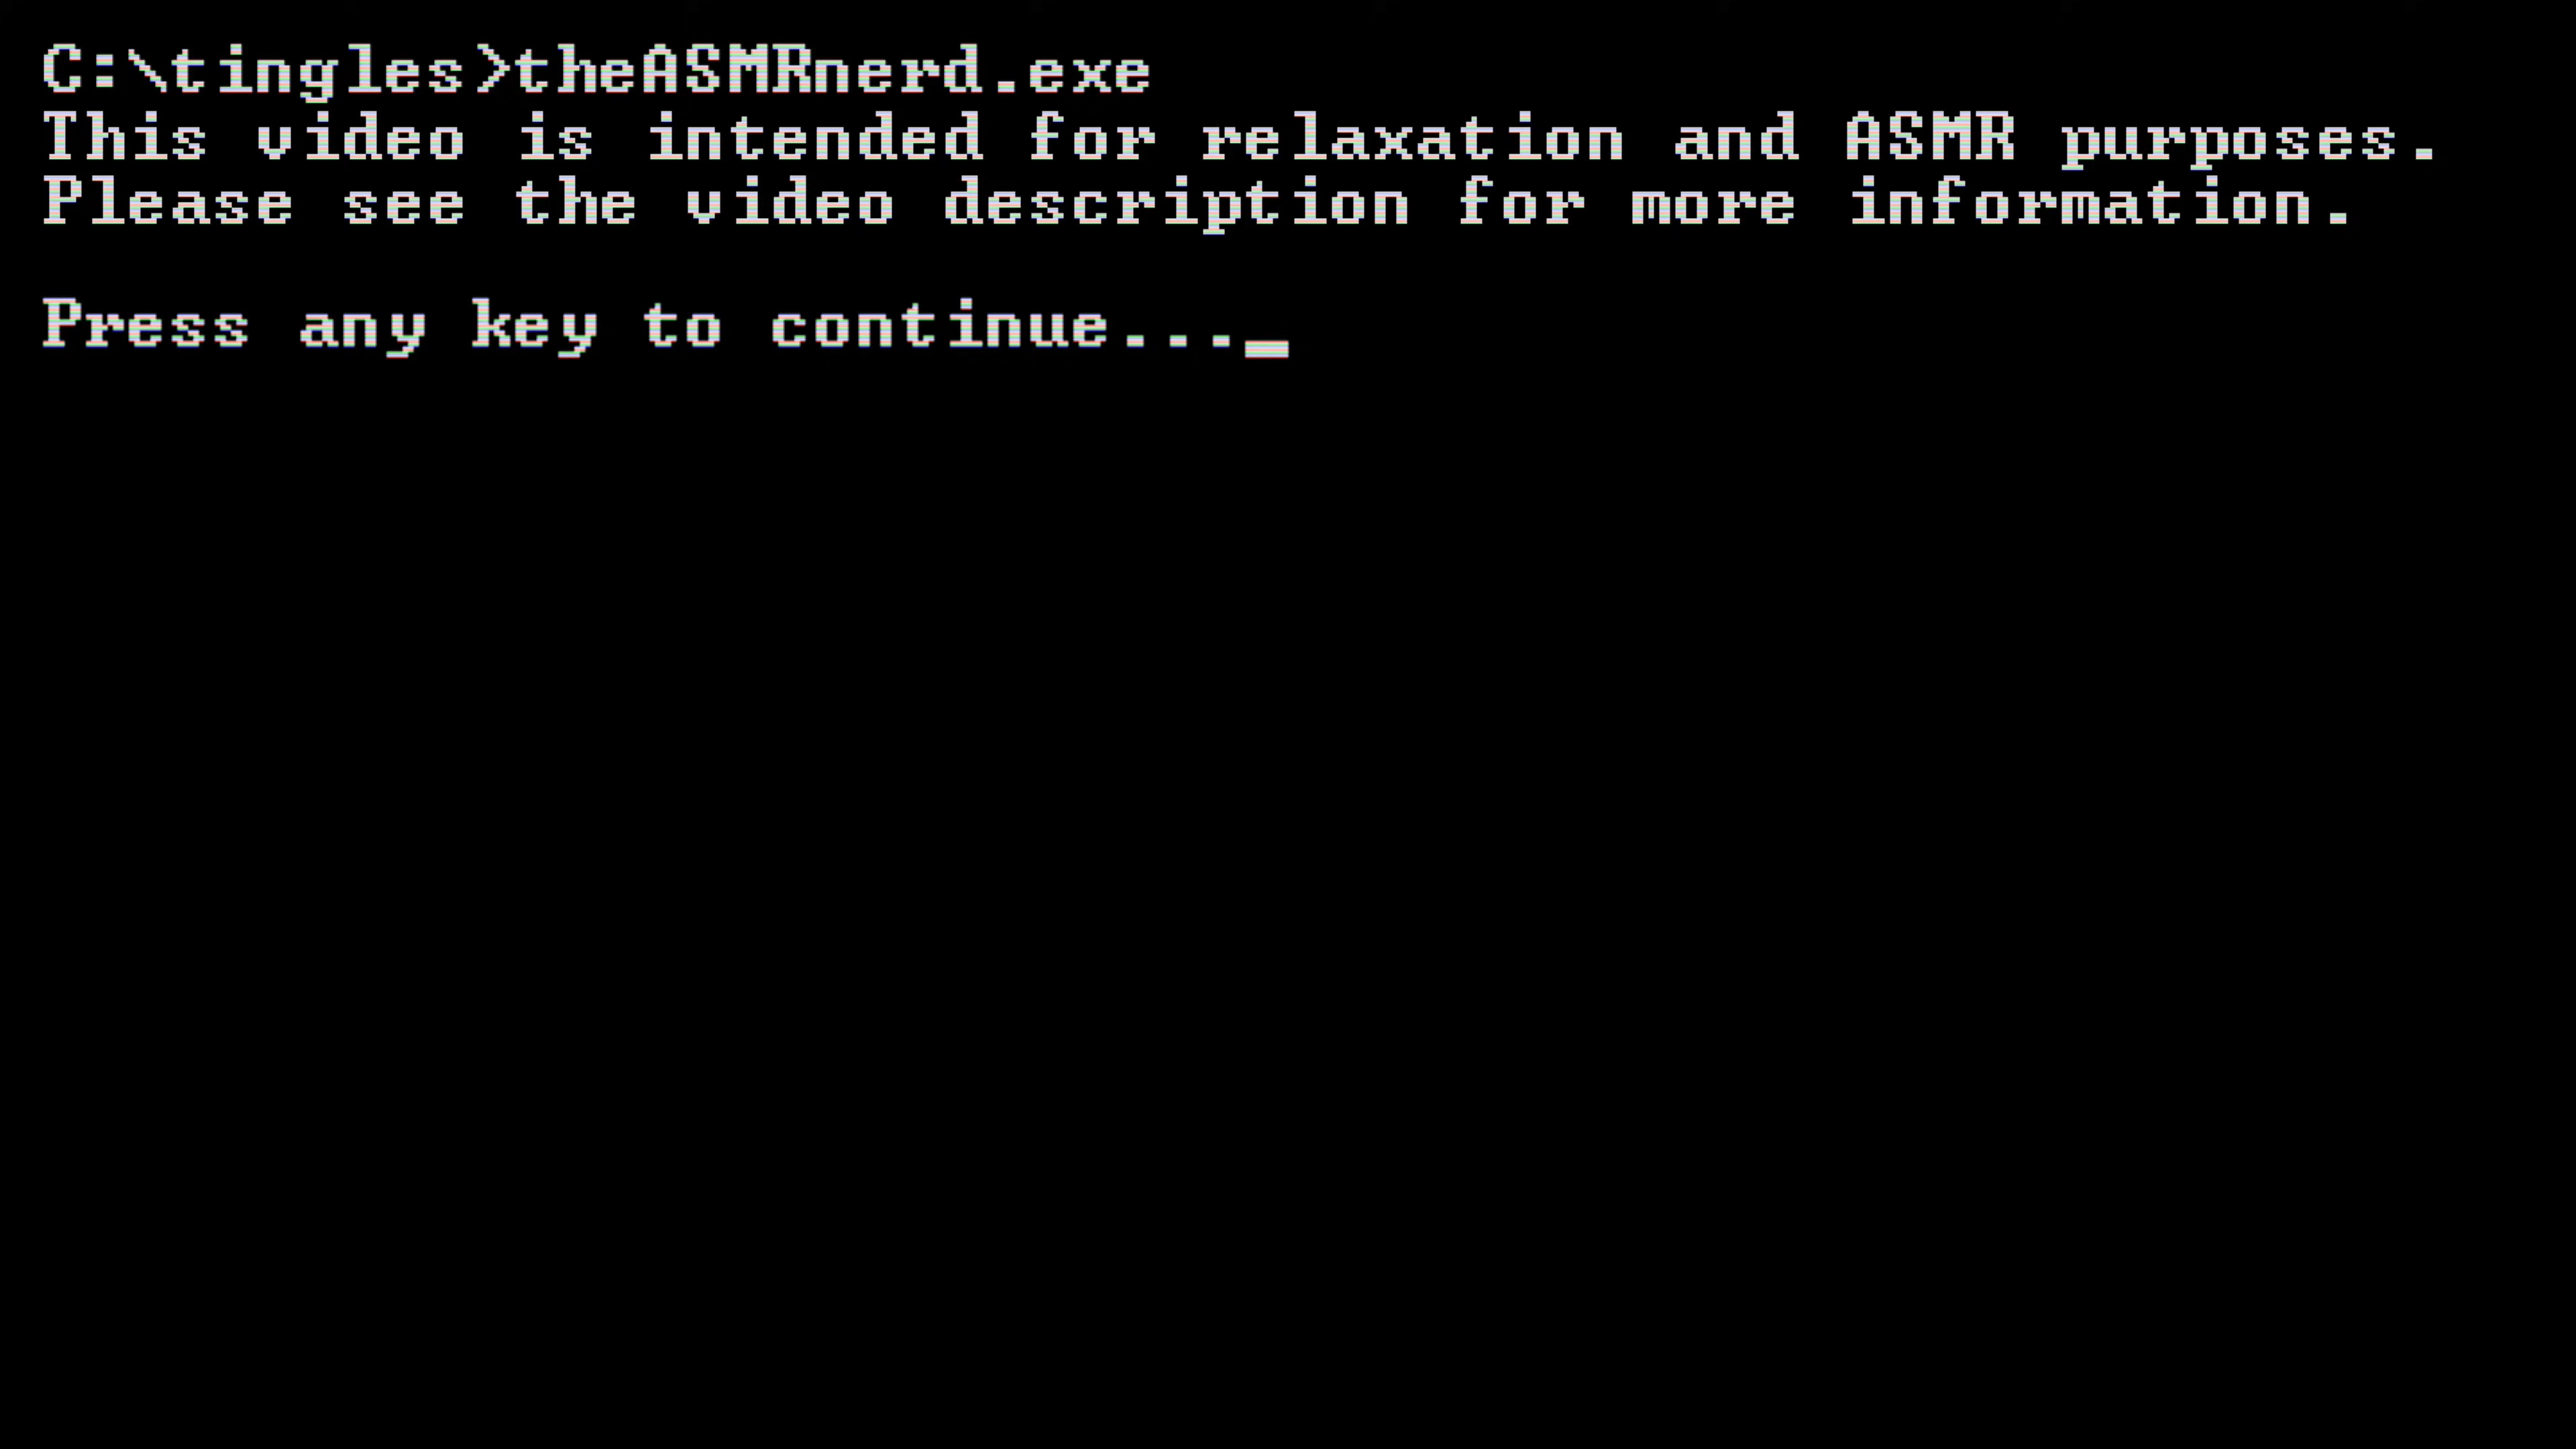 C:\tingles>theASMRnerd.exe
This video is intended for relaxation and ASMR purposes.
Please see the video description for more information.
Press any key to continue..._